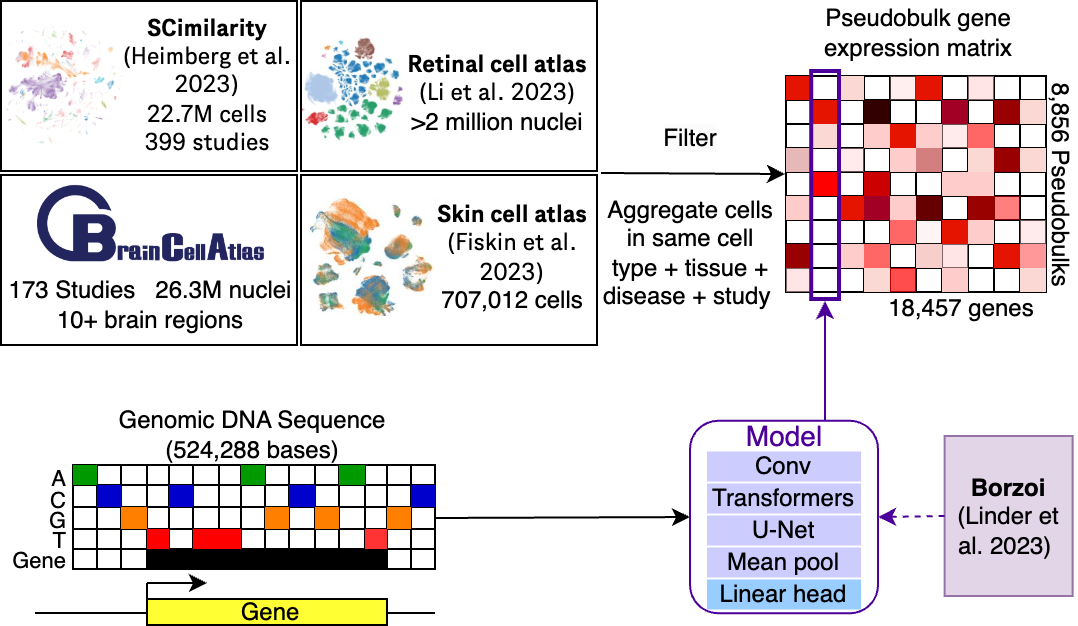 SCimilarity
(Heimberg et al.
2023)
22.7M cells
399 studies
Retinal cell atlas
(Li et al. 2023)
>2 million nuclei
BrainCellAtlas
173 Studies 26.3M nuclei
10+ brain regions
Skin cell atlas
(Fiskin et al.
2023)
707,012 cells
Filter
Aggregate cells
in same cell
type + tissue +
disease + study
Pseudobulk gene
expression matrix
8,856 Pseudobulks
18,457 genes
Genomic DNA Sequence
(524,288 bases)
A
C
G
T
Gene
Gene
Model
Conv
Transformers
U-Net
Mean pool
Linear head
Borzoi
(Linder et
al. 2023)